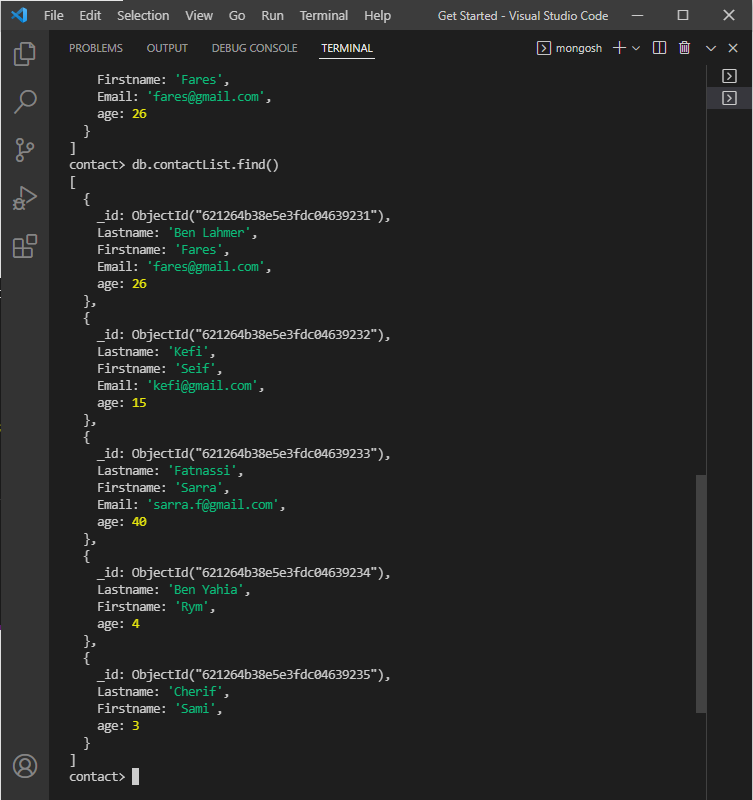 File Edit Selection View Go Run Terminal Help Get Started - Visual Studio Code
PROBLEMS OUTPUT DEBUG CONSOLE TERMINAL mongosh
Firstname: 'Fares',
Email: 'fares@gmail.com',
age: 26
}
]
contact> db.contactList.find()
[
{
_id: ObjectId("621264b38e5e3fdc04639231"),
Lastname: 'Ben Lahmer',
Firstname: 'Fares',
Email: 'fares@gmail.com',
age: 26
},
{
_id: ObjectId("621264b38e5e3fdc04639232"),
Lastname: 'Kefi',
Firstname: 'Seif',
Email: 'kefi@gmail.com',
age: 15
},
{
_id: ObjectId("621264b38e5e3fdc04639233"),
Lastname: 'Fatnassi',
Firstname: 'Sarra',
Email: 'sarra.f@gmail.com',
age: 40
},
{
_id: ObjectId("621264b38e5e3fdc04639234"),
Lastname: 'Ben Yahia',
Firstname: 'Rym',
age: 4
},
{
_id: ObjectId("621264b38e5e3fdc04639235"),
Lastname: 'Cherif',
Firstname: 'Sami',
age: 3
}
]
contact>